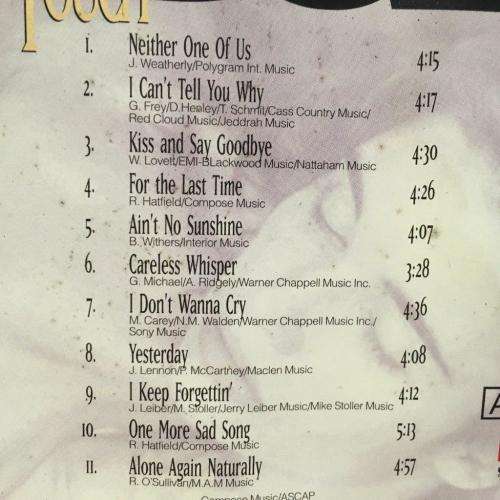 1. Neither One Of Us 4:15
J. Weatherly/Polygram Int. Music
2. I Can't Tell You Why 4:17
G. Frey/D.Henley/T. Schmfit/Cass Country Music/
Red Cloud Music/Jeddrah Music
3. Kiss and Say Goodbye 4:30
W. Lovett/EMI-BLackwood Music/Nattaham Music
4. For the Last Time 4:26
R. Hatfield/Compose Music
5. Ain't No Sunshine 4:07
B. Withers/Interior Music
6. Careless Whisper 3:28
G. Michael/A. Ridgely/Warner Chappell Music Inc.
7. I Don't Wanna Cry 4:36
M. Carey/N.M. Walden/Warner Chappell Music Inc./
Sony Music
8. Yesterday 4:08
J. Lennon/P. McCartney/Maclen Music
9. I Keep Forgettin' 4:12
J. Leiber/M. Stoller/Jerry Leiber Music/Mike Stoller Music
10. One More Sad Song 5:13
R. Hatfield/Compose Music
11. Alone Again Naturally 4:57
R. O'Sullivan/M.A.M Music
Compose Music/ASCAP